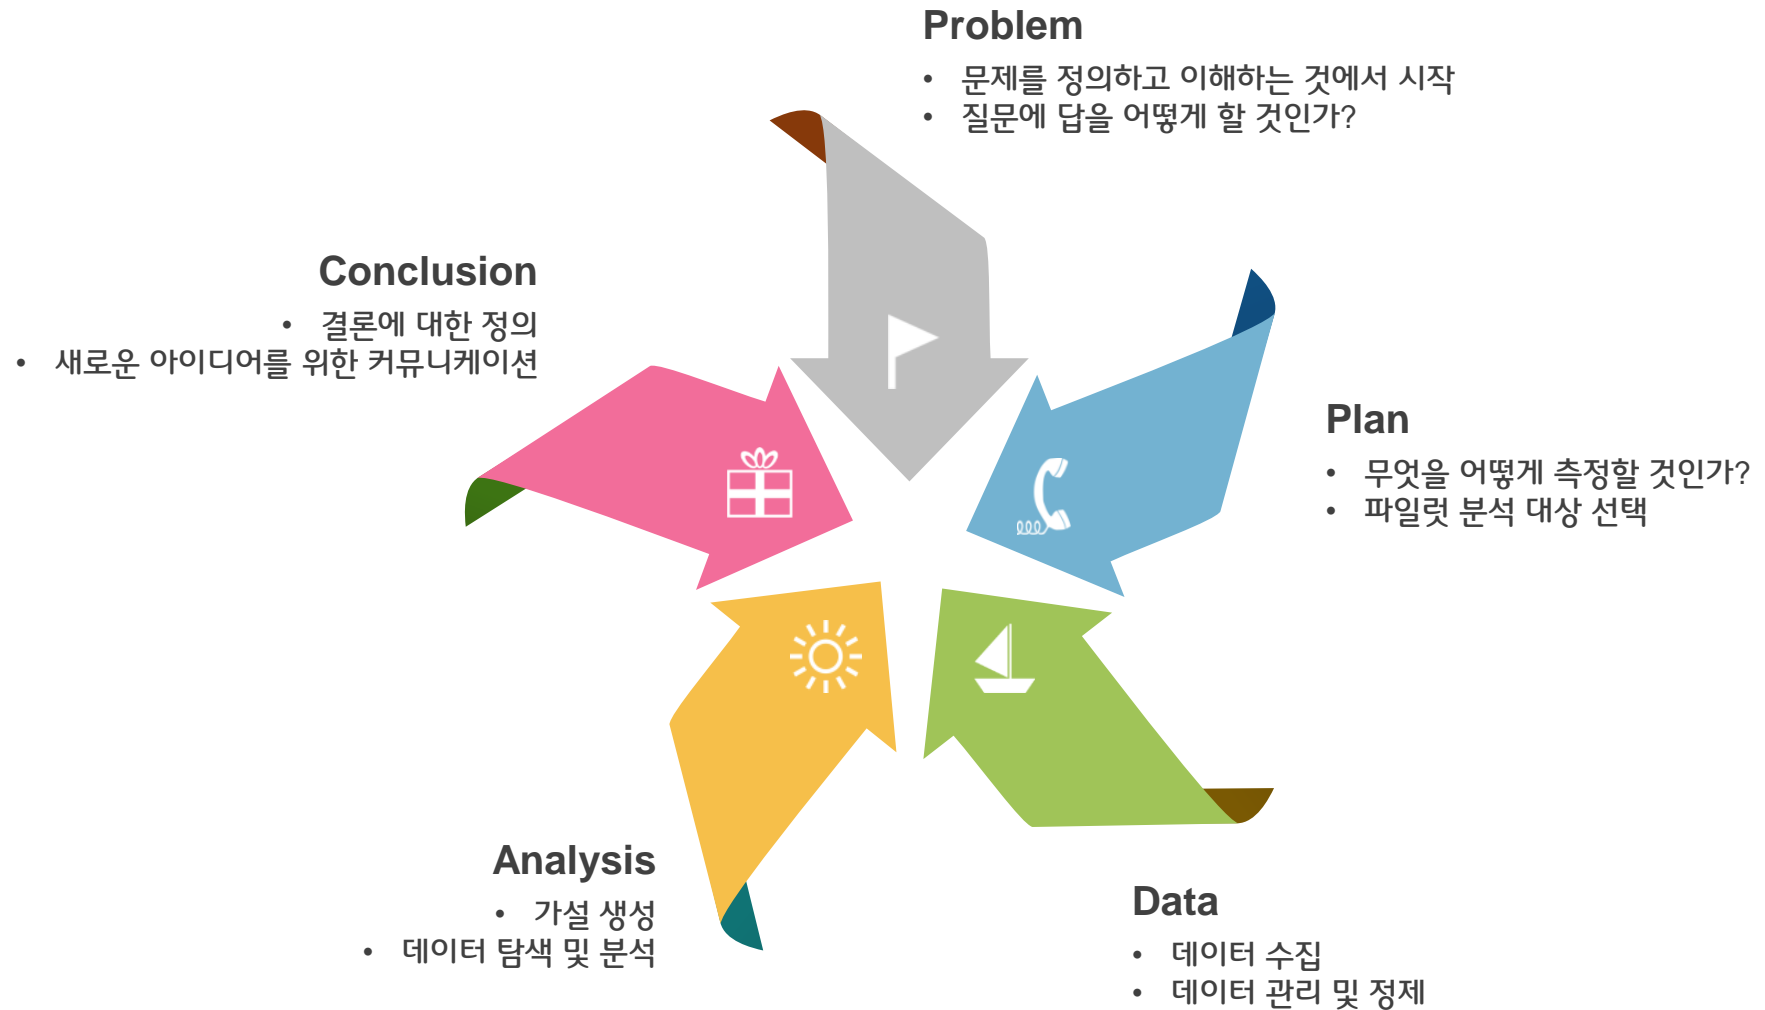 Problem
• 문제를 정의하고 이해하는 것에서 시작
• 질문에 답을 어떻게 할 것인가?
Plan
• 무엇을 어떻게 측정할 것인가?
• 파일럿 분석 대상 선택
Data
• 데이터 수집
• 데이터 관리 및 정제
Analysis
• 가설 생성
• 데이터 탐색 및 분석
Conclusion
• 결론에 대한 정의
• 새로운 아이디어를 위한 커뮤니케이션